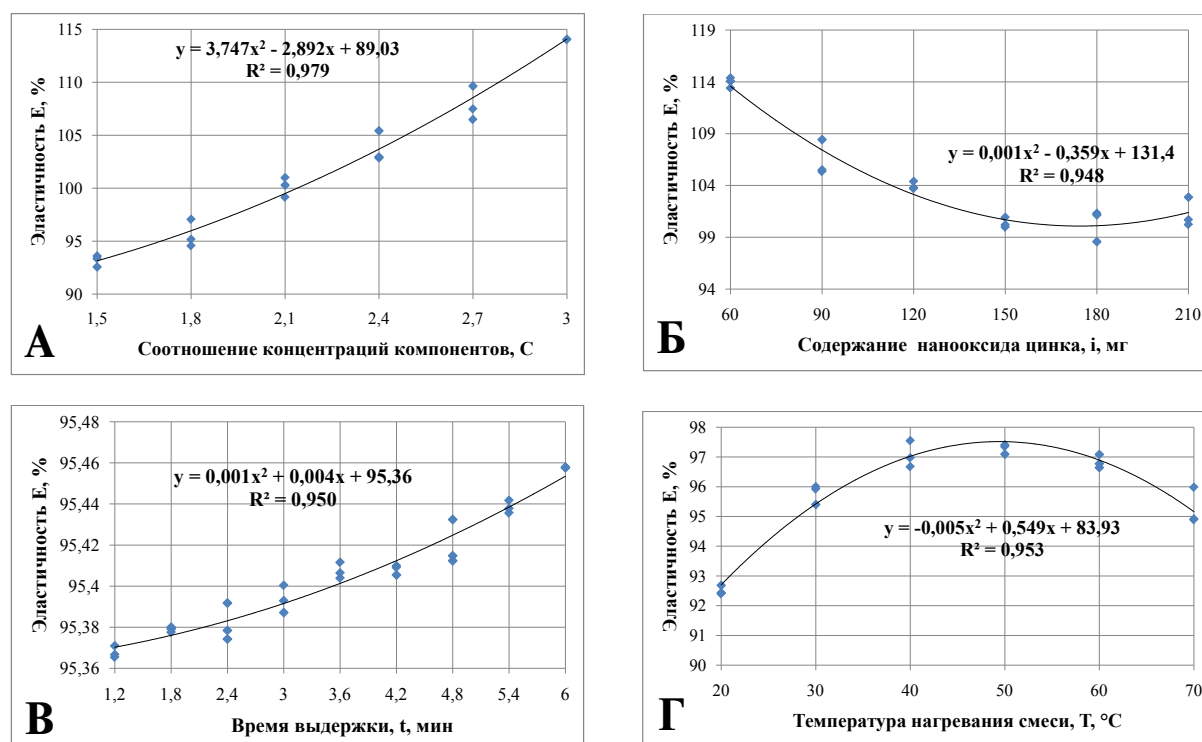 115
110
105
100
95
90
1,5
1,8
2,1
2,4
2,7
3
Эластичность Е, %
y = 3,747x² - 2,892x + 89,03
R² = 0,979
А
Соотношение концентраций компонентов, С
119
114
109
104
99
94
60
90
120
150
180
210
Эластичность Е, %
y = 0,001x² - 0,359x + 131,4
R² = 0,948
Б
Содержание нанооксида цинка, i, мг
95,48
95,46
95,44
95,42
95,4
95,38
95,36
1,2
1,8
2,4
3
3,6
4,2
4,8
5,4
6
Эластичность Е, %
y = 0,001x² + 0,004x + 95,36
R² = 0,950
В
Время выдержки, t, мин
98
97
96
95
94
93
92
91
90
20
30
40
50
60
70
Эластичность Е, %
y = -0,005x² + 0,549x + 83,93
R² = 0,953
Г
Температура нагревания смеси, Т, °С